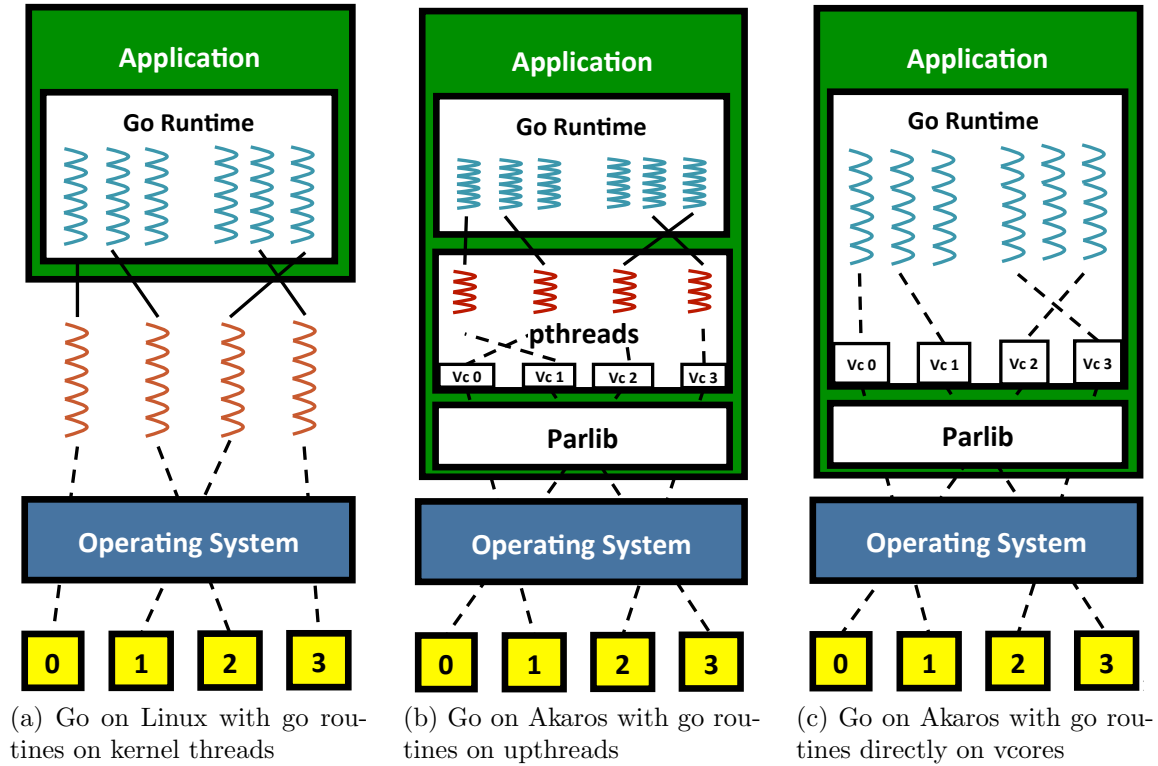 Application
Go Runtime
Operating System
0 1 2 3
(a) Go on Linux with go rou-
tines on kernel threads
Application
Go Runtime
pthreads
Vc 0 Vc 1 Vc 2 Vc 3
Parlib
Operating System
0 1 2 3
(b) Go on Akaros with go rou-
tines on upthreads
Application
Go Runtime
Vc 0 Vc 1 Vc 2 Vc 3
Parlib
Operating System
0 1 2 3
(c) Go on Akaros with go rou-
tines directly on vcores